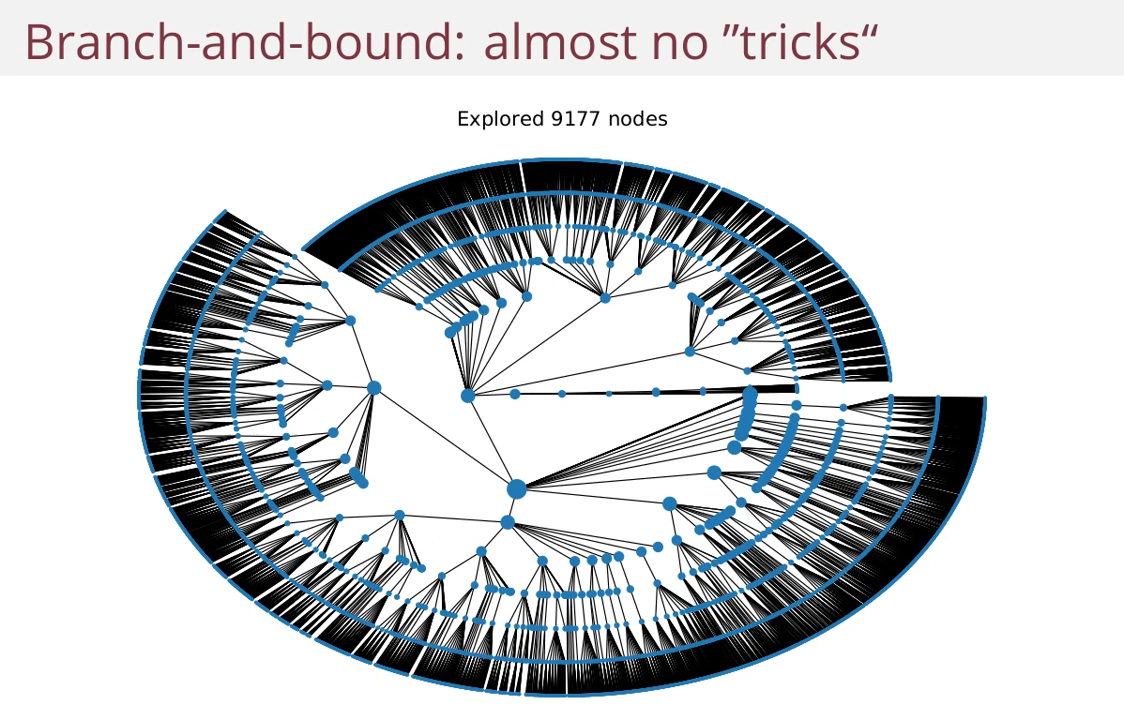 Branch-and-bound: almost no ”tricks“
Explored 9177 nodes